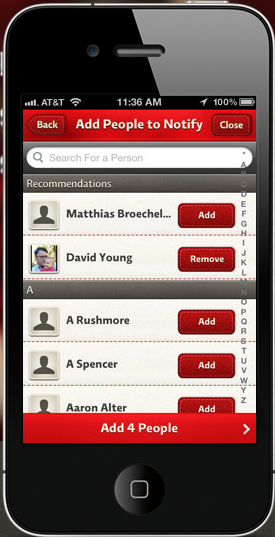 AT&T 11:36 AM 100%
Back Add People to Notify Close
Search For a Person
Recommendations
Matthias Broechel... Add
David Young Remove
A
A Rushmore Add
A Spencer Add
Aaron Alter Add
Add 4 People
A
D
E
F
G
H
I
J
K
L
N
O
P
Q
R
S
T
U
V
W
X
Y
Z